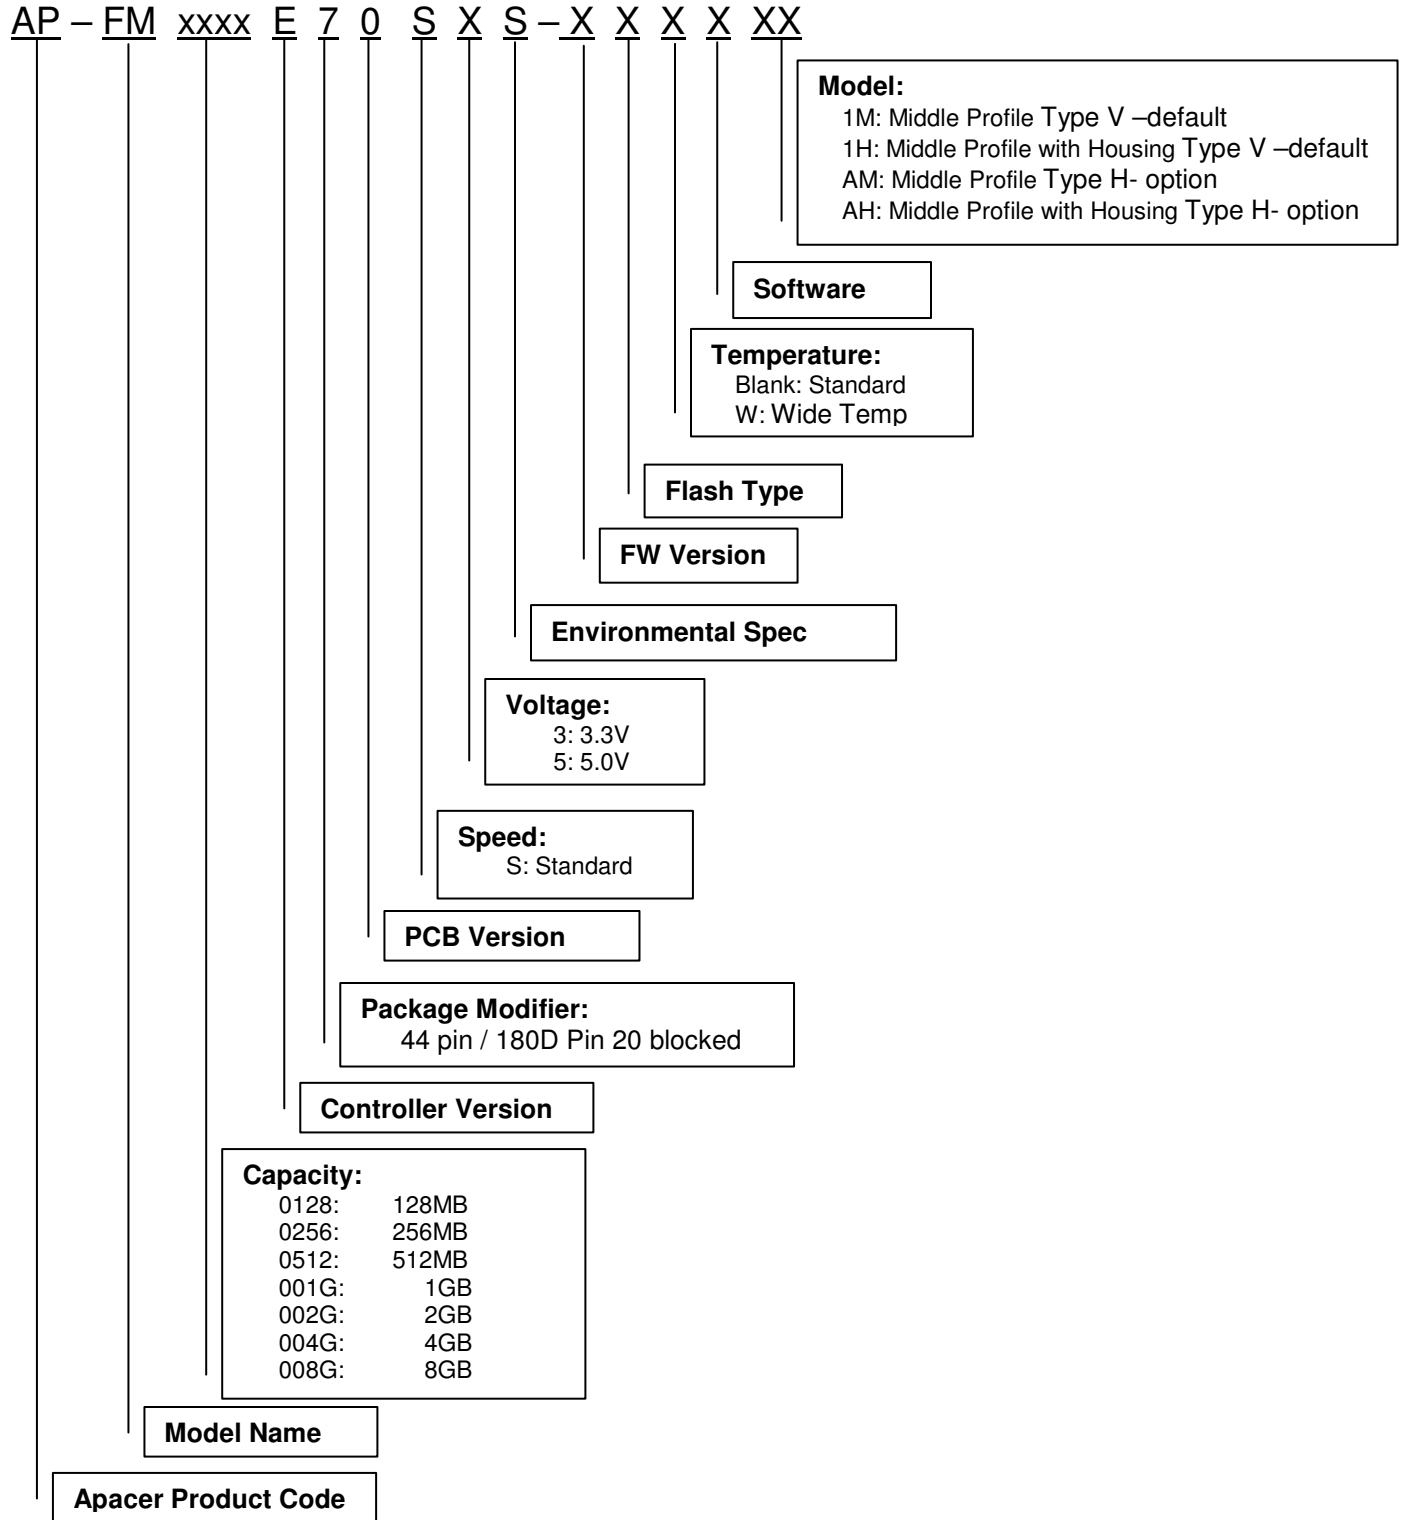 AP – FM xxxx E 7 0 S X S – X X X X XX
Model:
1M: Middle Profile Type V –default
1H: Middle Profile with Housing Type V –default
AM: Middle Profile Type H- option
AH: Middle Profile with Housing Type H- option
Software
Temperature:
Blank: Standard
W: Wide Temp
Flash Type
FW Version
Environmental Spec
Voltage:
3: 3.3V
5: 5.0V
Speed:
S: Standard
PCB Version
Package Modifier:
44 pin / 180D Pin 20 blocked
Controller Version
Capacity:
0128: 128MB
0256: 256MB
0512: 512MB
001G: 1GB
002G: 2GB
004G: 4GB
008G: 8GB
Model Name
Apacer Product Code